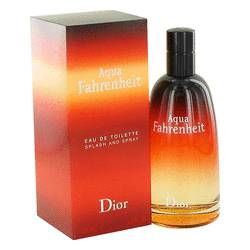 Aqua
Fahrenheit
EAU DE TOILETTE
SPLASH AND SPRAY
Dior
Aqua
Fahrenheit
Dior